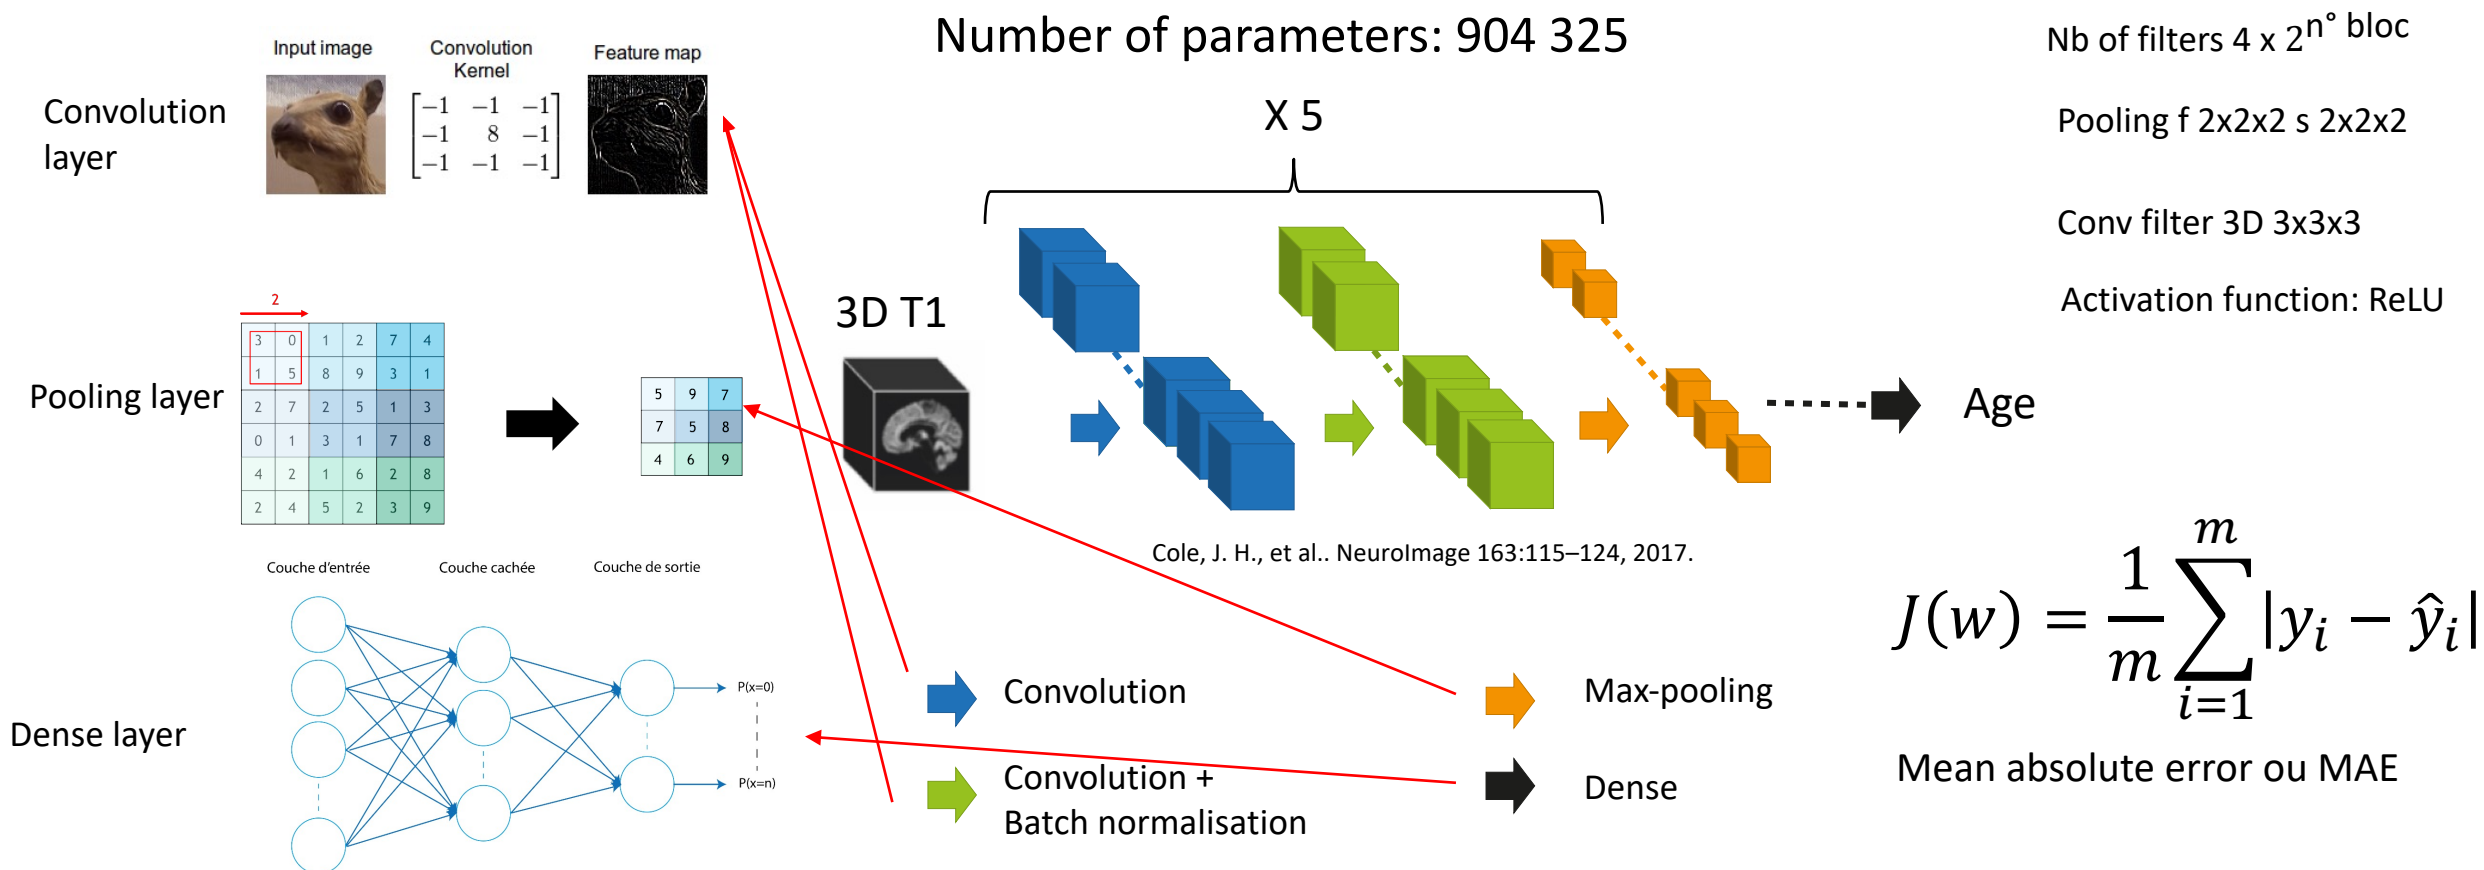 Number of parameters: 904 325
Nb of filters 4 x 2^n° bloc
Pooling f 2x2x2 s 2x2x2
Conv filter 3D 3x3x3
Activation function: ReLU
Convolution
layer
Input image
Convolution
Kernel
Feature map
−1 −1 −1
−1 8 −1
−1 −1 −1
X 5
Pooling layer
2
3 0 1 2 7 4
1 5 8 9 3 1
2 7 2 5 1 3
0 1 3 1 7 8
4 2 1 6 2 8
2 4 5 2 3 9
5 9 7
7 5 8
4 6 9
3D T1
Age
Cole, J. H., et al.. NeuroImage 163:115–124, 2017.
Dense layer
Couche d'entrée
Couche cachée
Couche de sortie
P(x=0)
P(x=n)
Convolution
Convolution +
Batch normalisation
Max-pooling
Dense
J(w) = 1/m ∑_{i=1}^{m} |y_i − ŷ_i|
Mean absolute error ou MAE